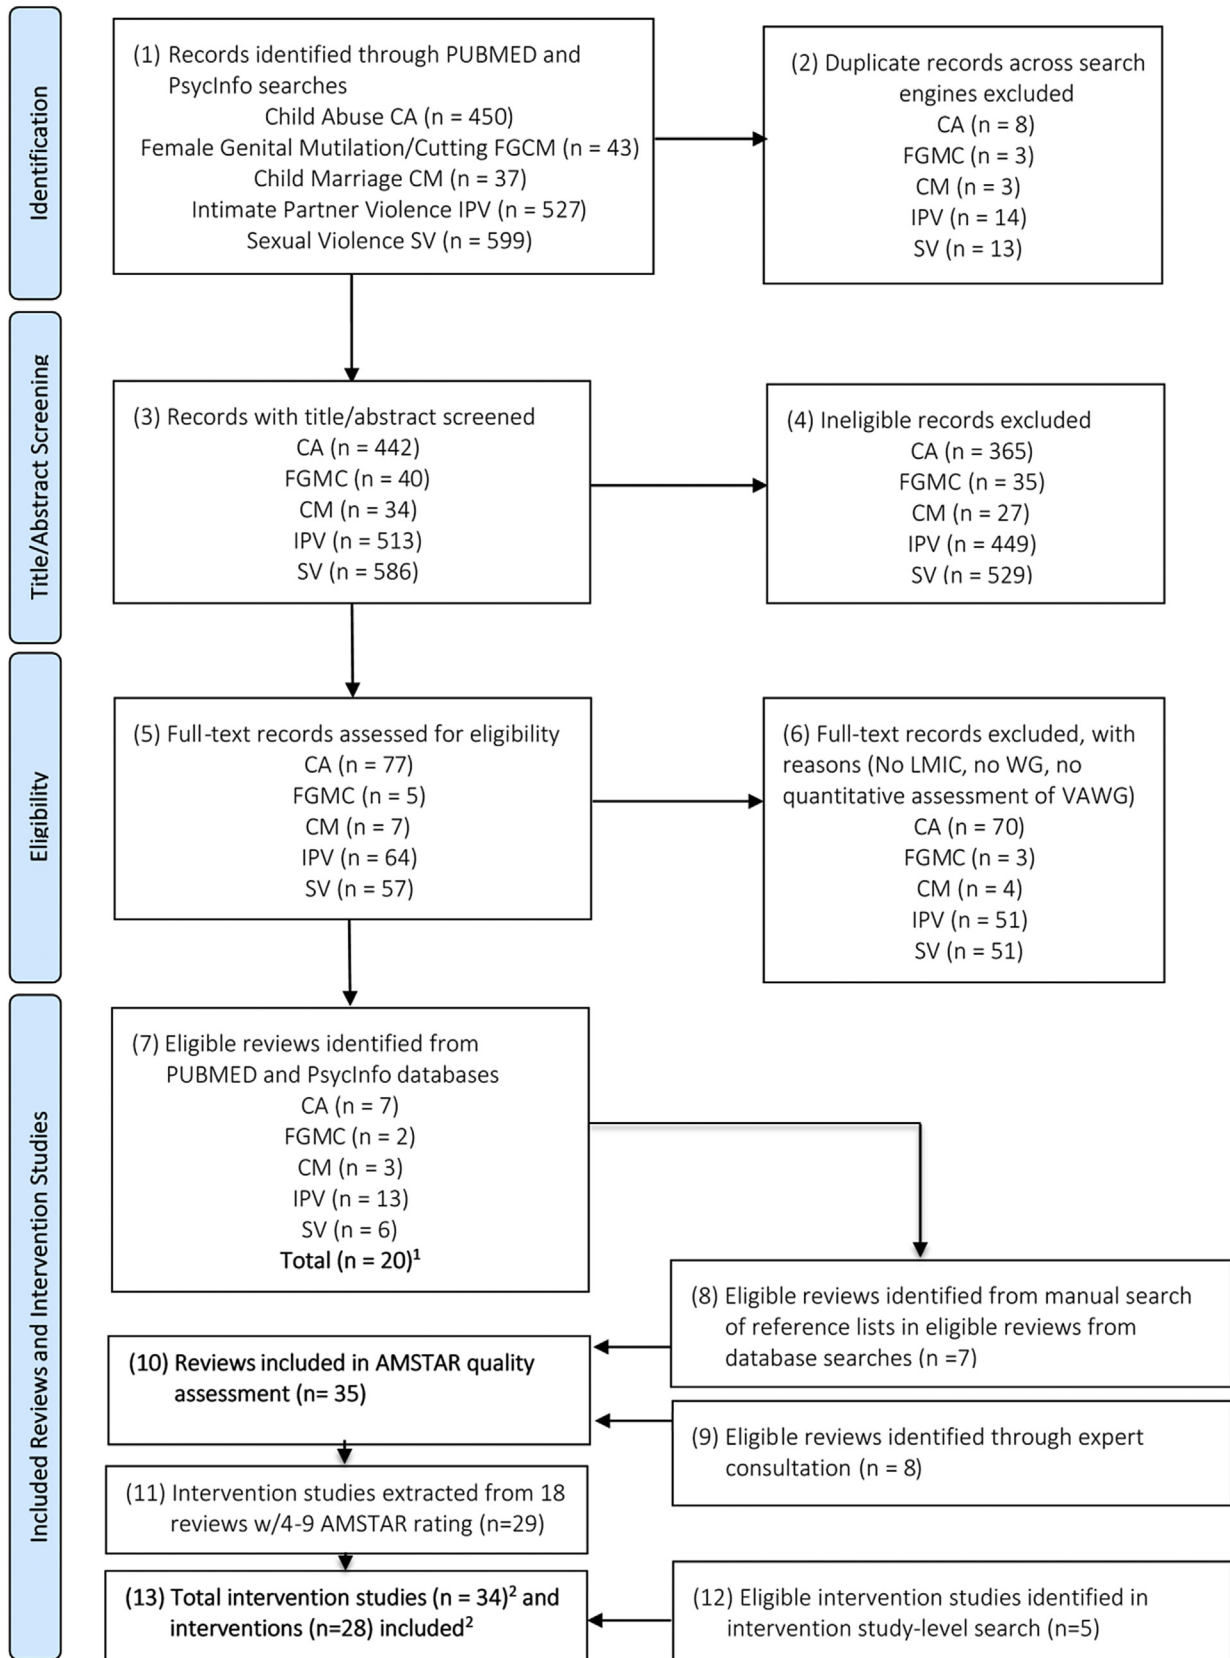 Identification
(1) Records identified through PUBMED and
PsycInfo searches
Child Abuse CA (n = 450)
Female Genital Mutilation/Cutting FGCM (n = 43)
Child Marriage CM (n = 37)
Intimate Partner Violence IPV (n = 527)
Sexual Violence SV (n = 599)
(2) Duplicate records across search
engines excluded
CA (n = 8)
FGMC (n = 3)
CM (n = 3)
IPV (n = 14)
SV (n = 13)
Title/Abstract Screening
(3) Records with title/abstract screened
CA (n = 442)
FGMC (n = 40)
CM (n = 34)
IPV (n = 513)
SV (n = 586)
(4) Ineligible records excluded
CA (n = 365)
FGMC (n = 35)
CM (n = 27)
IPV (n = 449)
SV (n = 529)
Eligibility
(5) Full-text records assessed for eligibility
CA (n = 77)
FGMC (n = 5)
CM (n = 7)
IPV (n = 64)
SV (n = 57)
(6) Full-text records excluded, with
reasons (No LMIC, no WG, no
quantitative assessment of VAWG)
CA (n = 70)
FGMC (n = 3)
CM (n = 4)
IPV (n = 51)
SV (n = 51)
Included Reviews and Intervention Studies
(7) Eligible reviews identified from
PUBMED and PsycInfo databases
CA (n = 7)
FGMC (n = 2)
CM (n = 3)
IPV (n = 13)
SV (n = 6)
Total (n = 20)¹
(8) Eligible reviews identified from manual search
of reference lists in eligible reviews from
database searches (n =7)
(10) Reviews included in AMSTAR quality
assessment (n= 35)
(9) Eligible reviews identified through expert
consultation (n = 8)
(11) Intervention studies extracted from 18
reviews w/4-9 AMSTAR rating (n=29)
(13) Total intervention studies (n = 34)² and
interventions (n=28) included²
(12) Eligible intervention studies identified in
intervention study-level search (n=5)